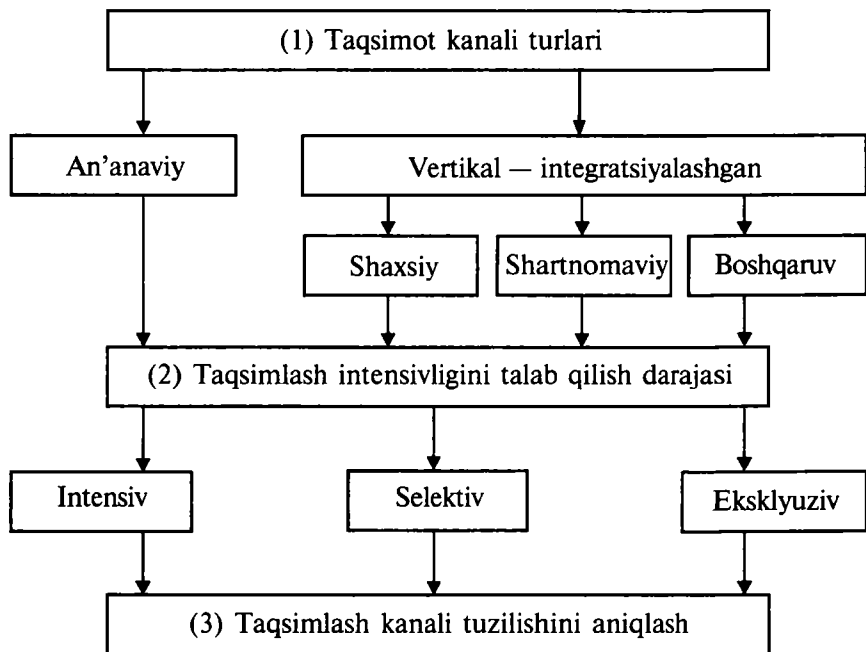 (1) Taqsimot kanali turlari
An’anaviy
Vertikal — integratsiyalashgan
Shaxsiy
Shartnomaviy
Boshqaruv
(2) Taqsimlash intensivligini talab qilish darajasi
Intensiv
Selektiv
Eksklyuziv
(3) Taqsimlash kanali tuzilishini aniqlash